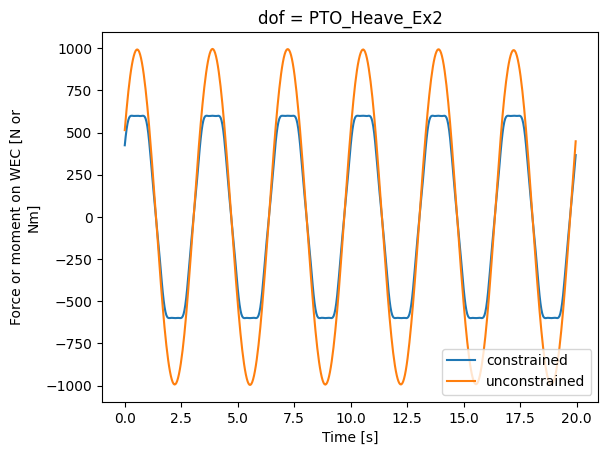 dof = PTO_Heave_Ex2
Force or moment on WEC [N or
Nm]
1000
750
500
250
0
−250
−500
−750
−1000
constrained
unconstrained
0.0 2.5 5.0 7.5 10.0 12.5 15.0 17.5 20.0
Time [s]